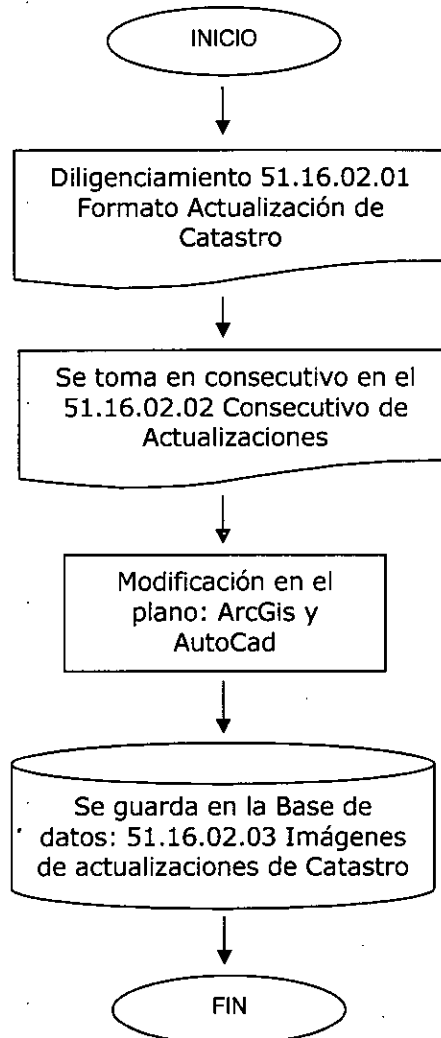 INICIO
Diligenciamiento 51.16.02.01
Formato Actualización de
Catastro
Se toma en consecutivo en el
51.16.02.02 Consecutivo de
Actualizaciones
Modificación en el
plano: ArcGis y
AutoCad
Se guarda en la Base de
datos: 51.16.02.03 Imágenes
de actualizaciones de Catastro
FIN